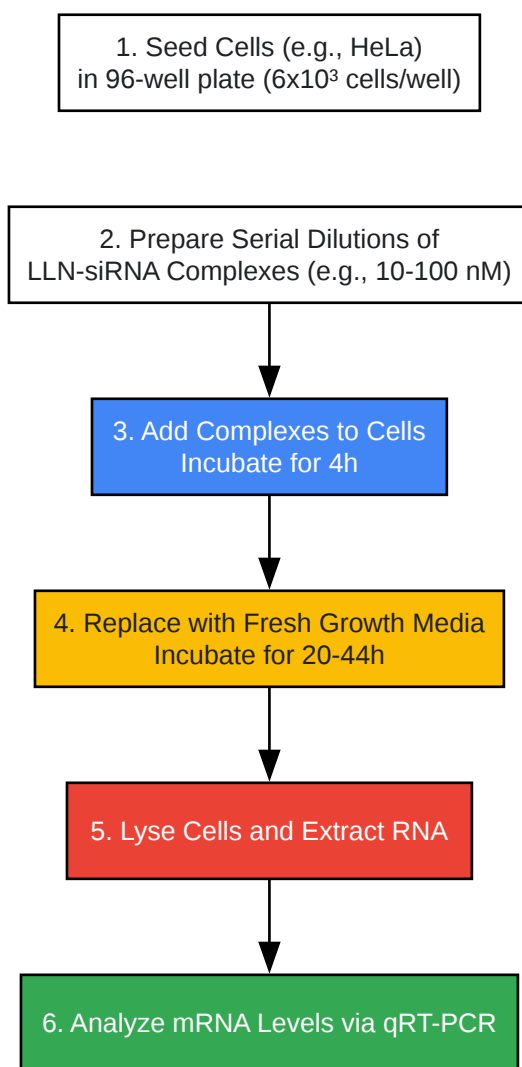 1. Seed Cells (e.g., HeLa)
in 96-well plate (6x10³ cells/well)
2. Prepare Serial Dilutions of
LLN-siRNA Complexes (e.g., 10-100 nM)
3. Add Complexes to Cells
Incubate for 4h
4. Replace with Fresh Growth Media
Incubate for 20-44h
5. Lyse Cells and Extract RNA
6. Analyze mRNA Levels via qRT-PCR